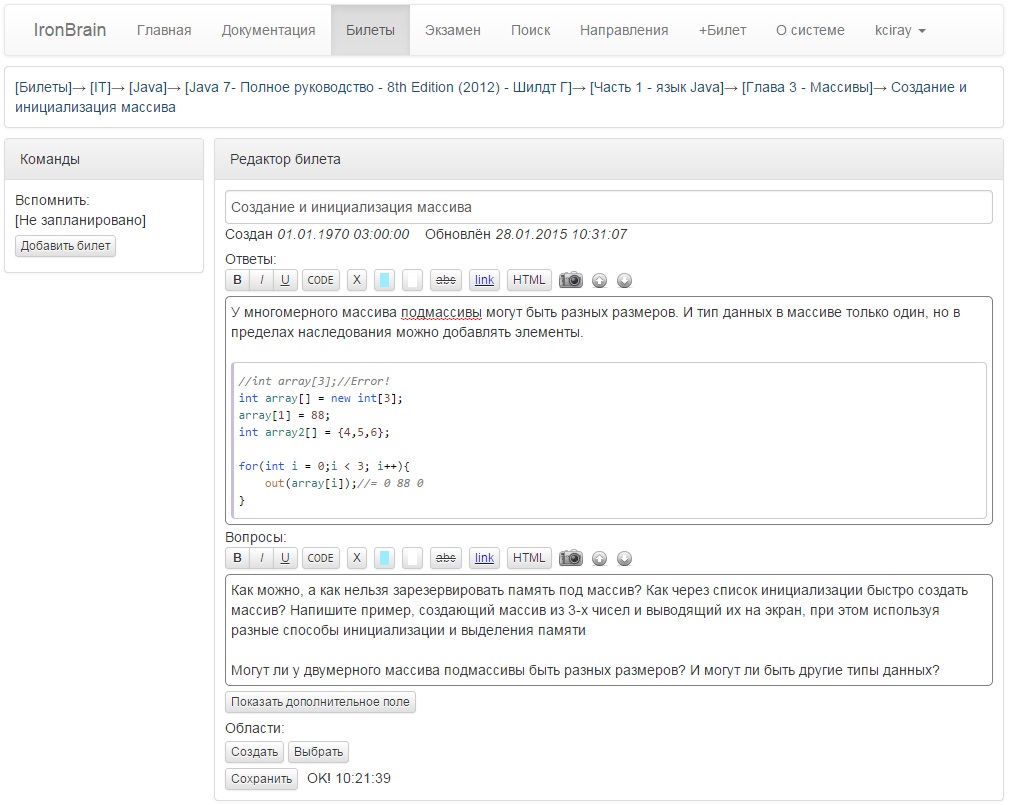 IronBrain Главная Документация Билеты Экзамен Поиск Направления +Билет О системе kciray
[Билеты]→ [IT]→ [Java]→ [Java 7- Полное руководство - 8th Edition (2012) - Шилдт Г]→ [Часть 1 - язык Java]→ [Глава 3 - Массивы]→ Создание и
инициализация массива
Команды
Вспомнить:
[Не запланировано]
Добавить билет
Редактор билета
Создание и инициализация массива
Создан 01.01.1970 03:00:00 Обновлён 28.01.2015 10:31:07
Ответы:
B I U CODE X abc link HTML
У многомерного массива подмассивы могут быть разных размеров. И тип данных в массиве только один, но в
пределах наследования можно добавлять элементы.
//int array[3];//Error!
int array[] = new int[3];
array[1] = 88;
int array2[] = {4,5,6};
for(int i = 0;i < 3; i++){
out(array[i]);//= 0 88 0
}
Вопросы:
B I U CODE X abc link HTML
Как можно, а как нельзя зарезервировать память под массив? Как через список инициализации быстро создать
массив? Напишите пример, создающий массив из 3-х чисел и выводящий их на экран, при этом используя
разные способы инициализации и выделения памяти
Могут ли у двумерного массива подмассивы быть разных размеров? И могут ли быть другие типы данных?
Показать дополнительное поле
Области:
Создать Выбрать
Сохранить OK! 10:21:39